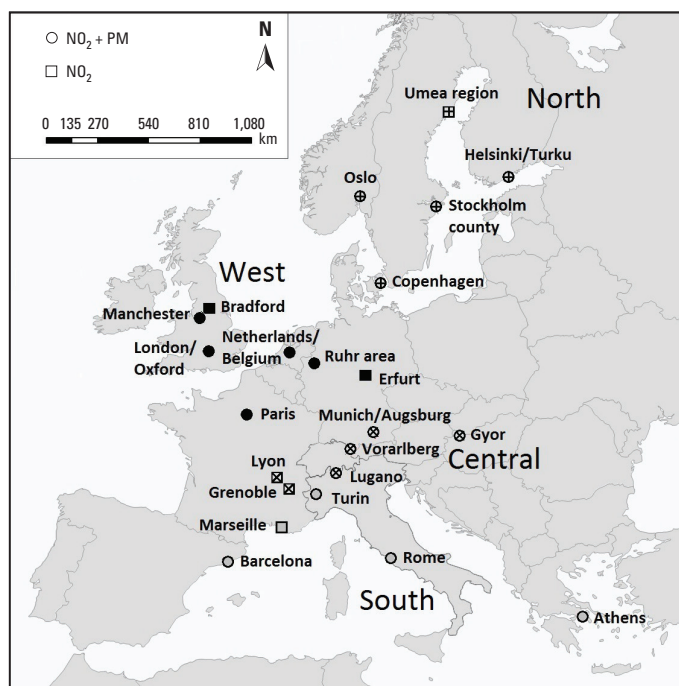 NO₂ + PM
NO₂
N
0 135 270 540 810 1,080
km
Umea region
North
Helsinki/Turku
Oslo
Stockholm
county
West
Copenhagen
Bradford
Manchester
Netherlands/
Belgium
London/
Oxford
Ruhr area
Erfurt
Paris
Munich/Augsburg
Gyor
Vorarlberg
Central
Lyon
Lugano
Grenoble
Turin
Marseille
Barcelona
Rome
South
Athens